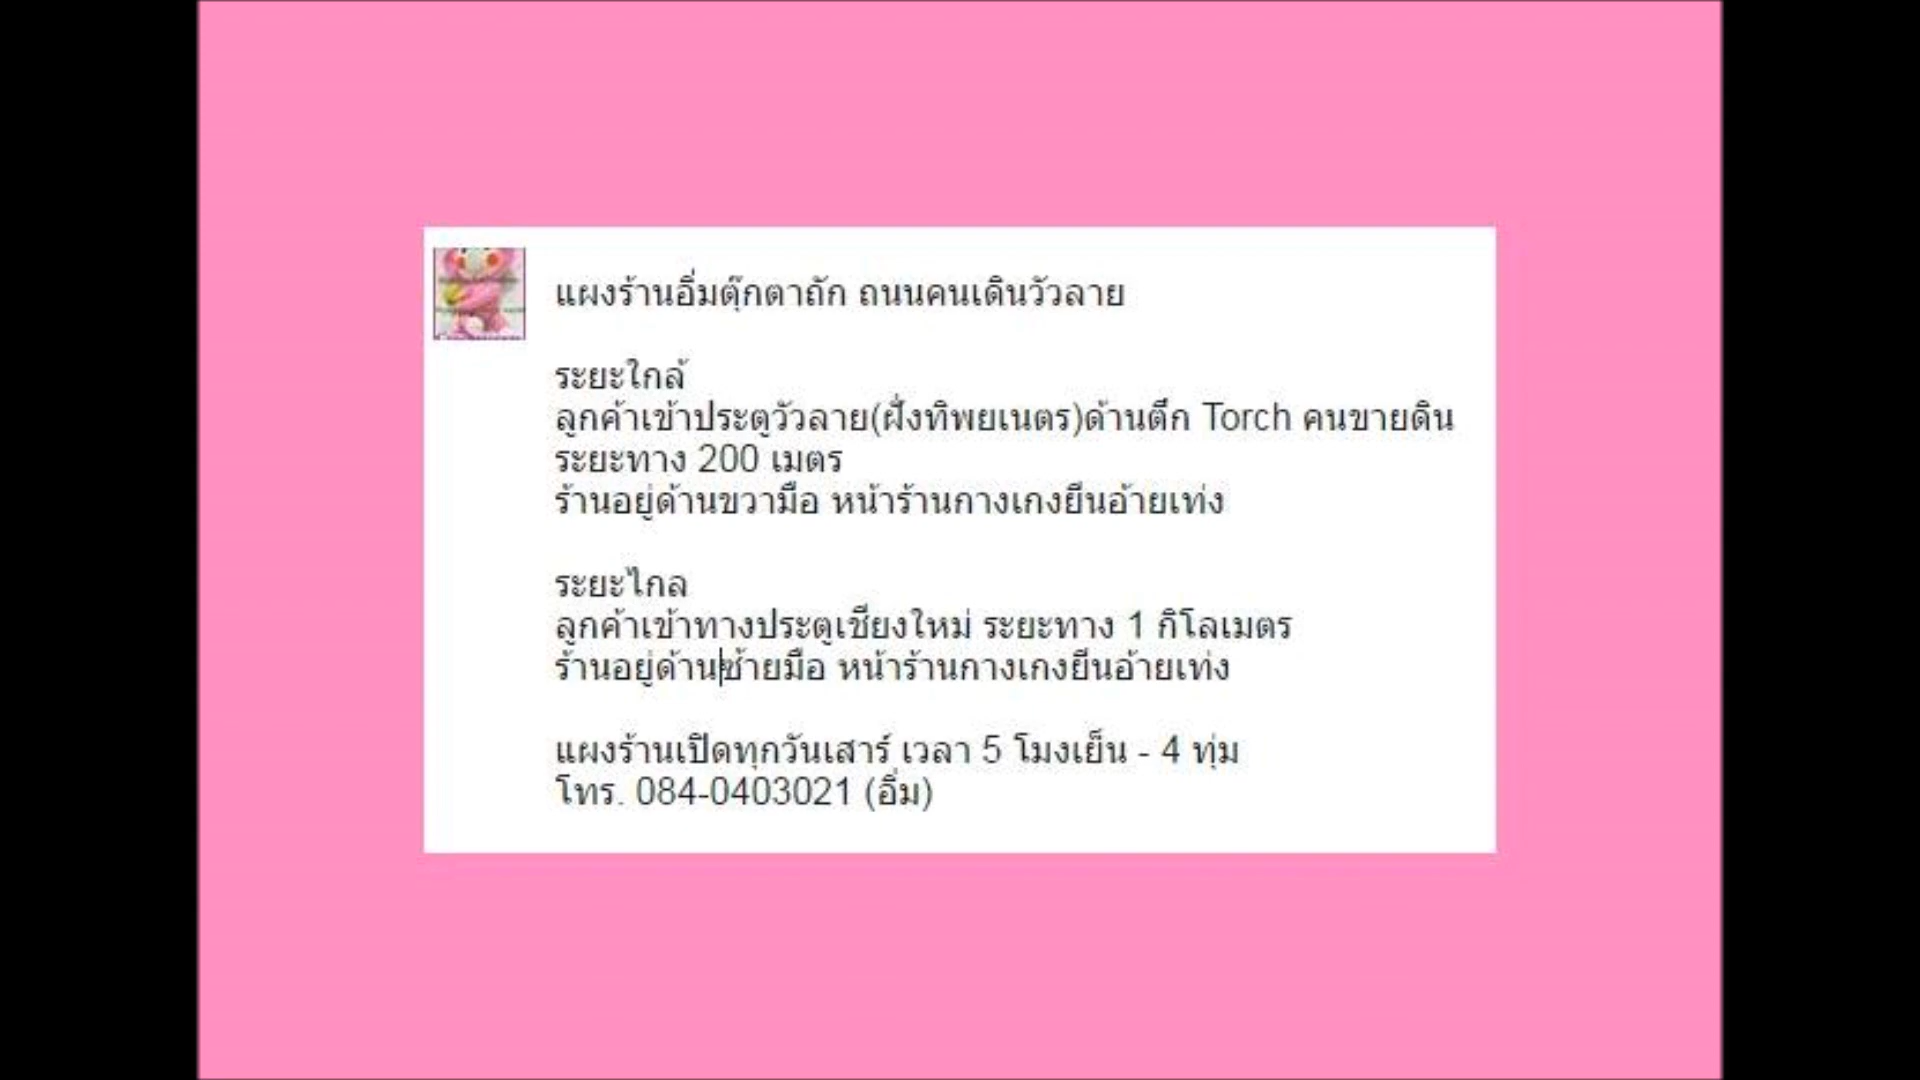 แผงร้านอิ่มตุ๊กตาถัก ถนนคนเดินวัวลาย
ระยะใกล้
ลูกค้าเข้าประตูวัวลาย(ฝั่งทิพยเนตร)ด้านตึก Torch คนขายดิน
ระยะทาง 200 เมตร
ร้านอยู่ด้านขวามือ หน้าร้านกางเกงยีนอ้ายเท่ง
ระยะไกล
ลูกค้าเข้าทางประตูเชียงใหม่ ระยะทาง 1 กิโลเมตร
ร้านอยู่ด้านซ้ายมือ หน้าร้านกางเกงยีนอ้ายเท่ง
แผงร้านเปิดทุกวันเสาร์ เวลา 5 โมงเย็น - 4 ทุ่ม
โทร. 084-0403021 (อิ่ม)